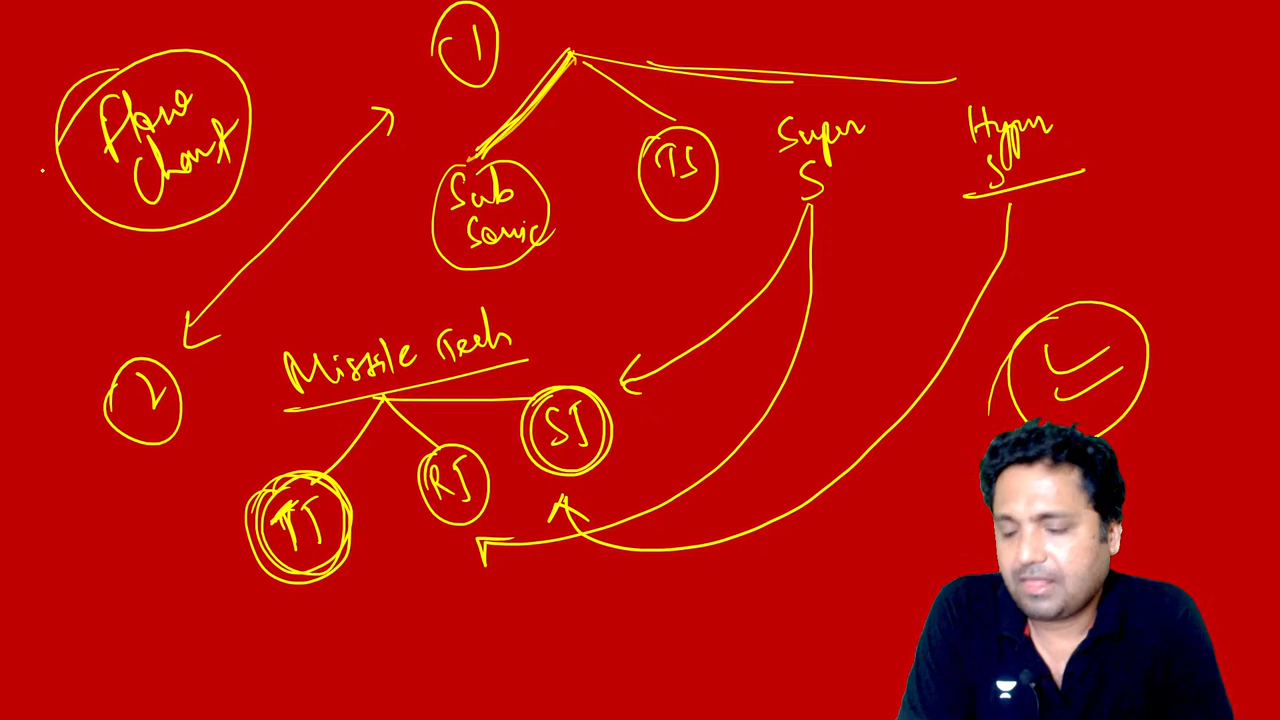 Flow
Chart
1
Sub
Sonic
TS
Super
S
Hyper
S
2
Missile Tech
TJ
RJ
SJ